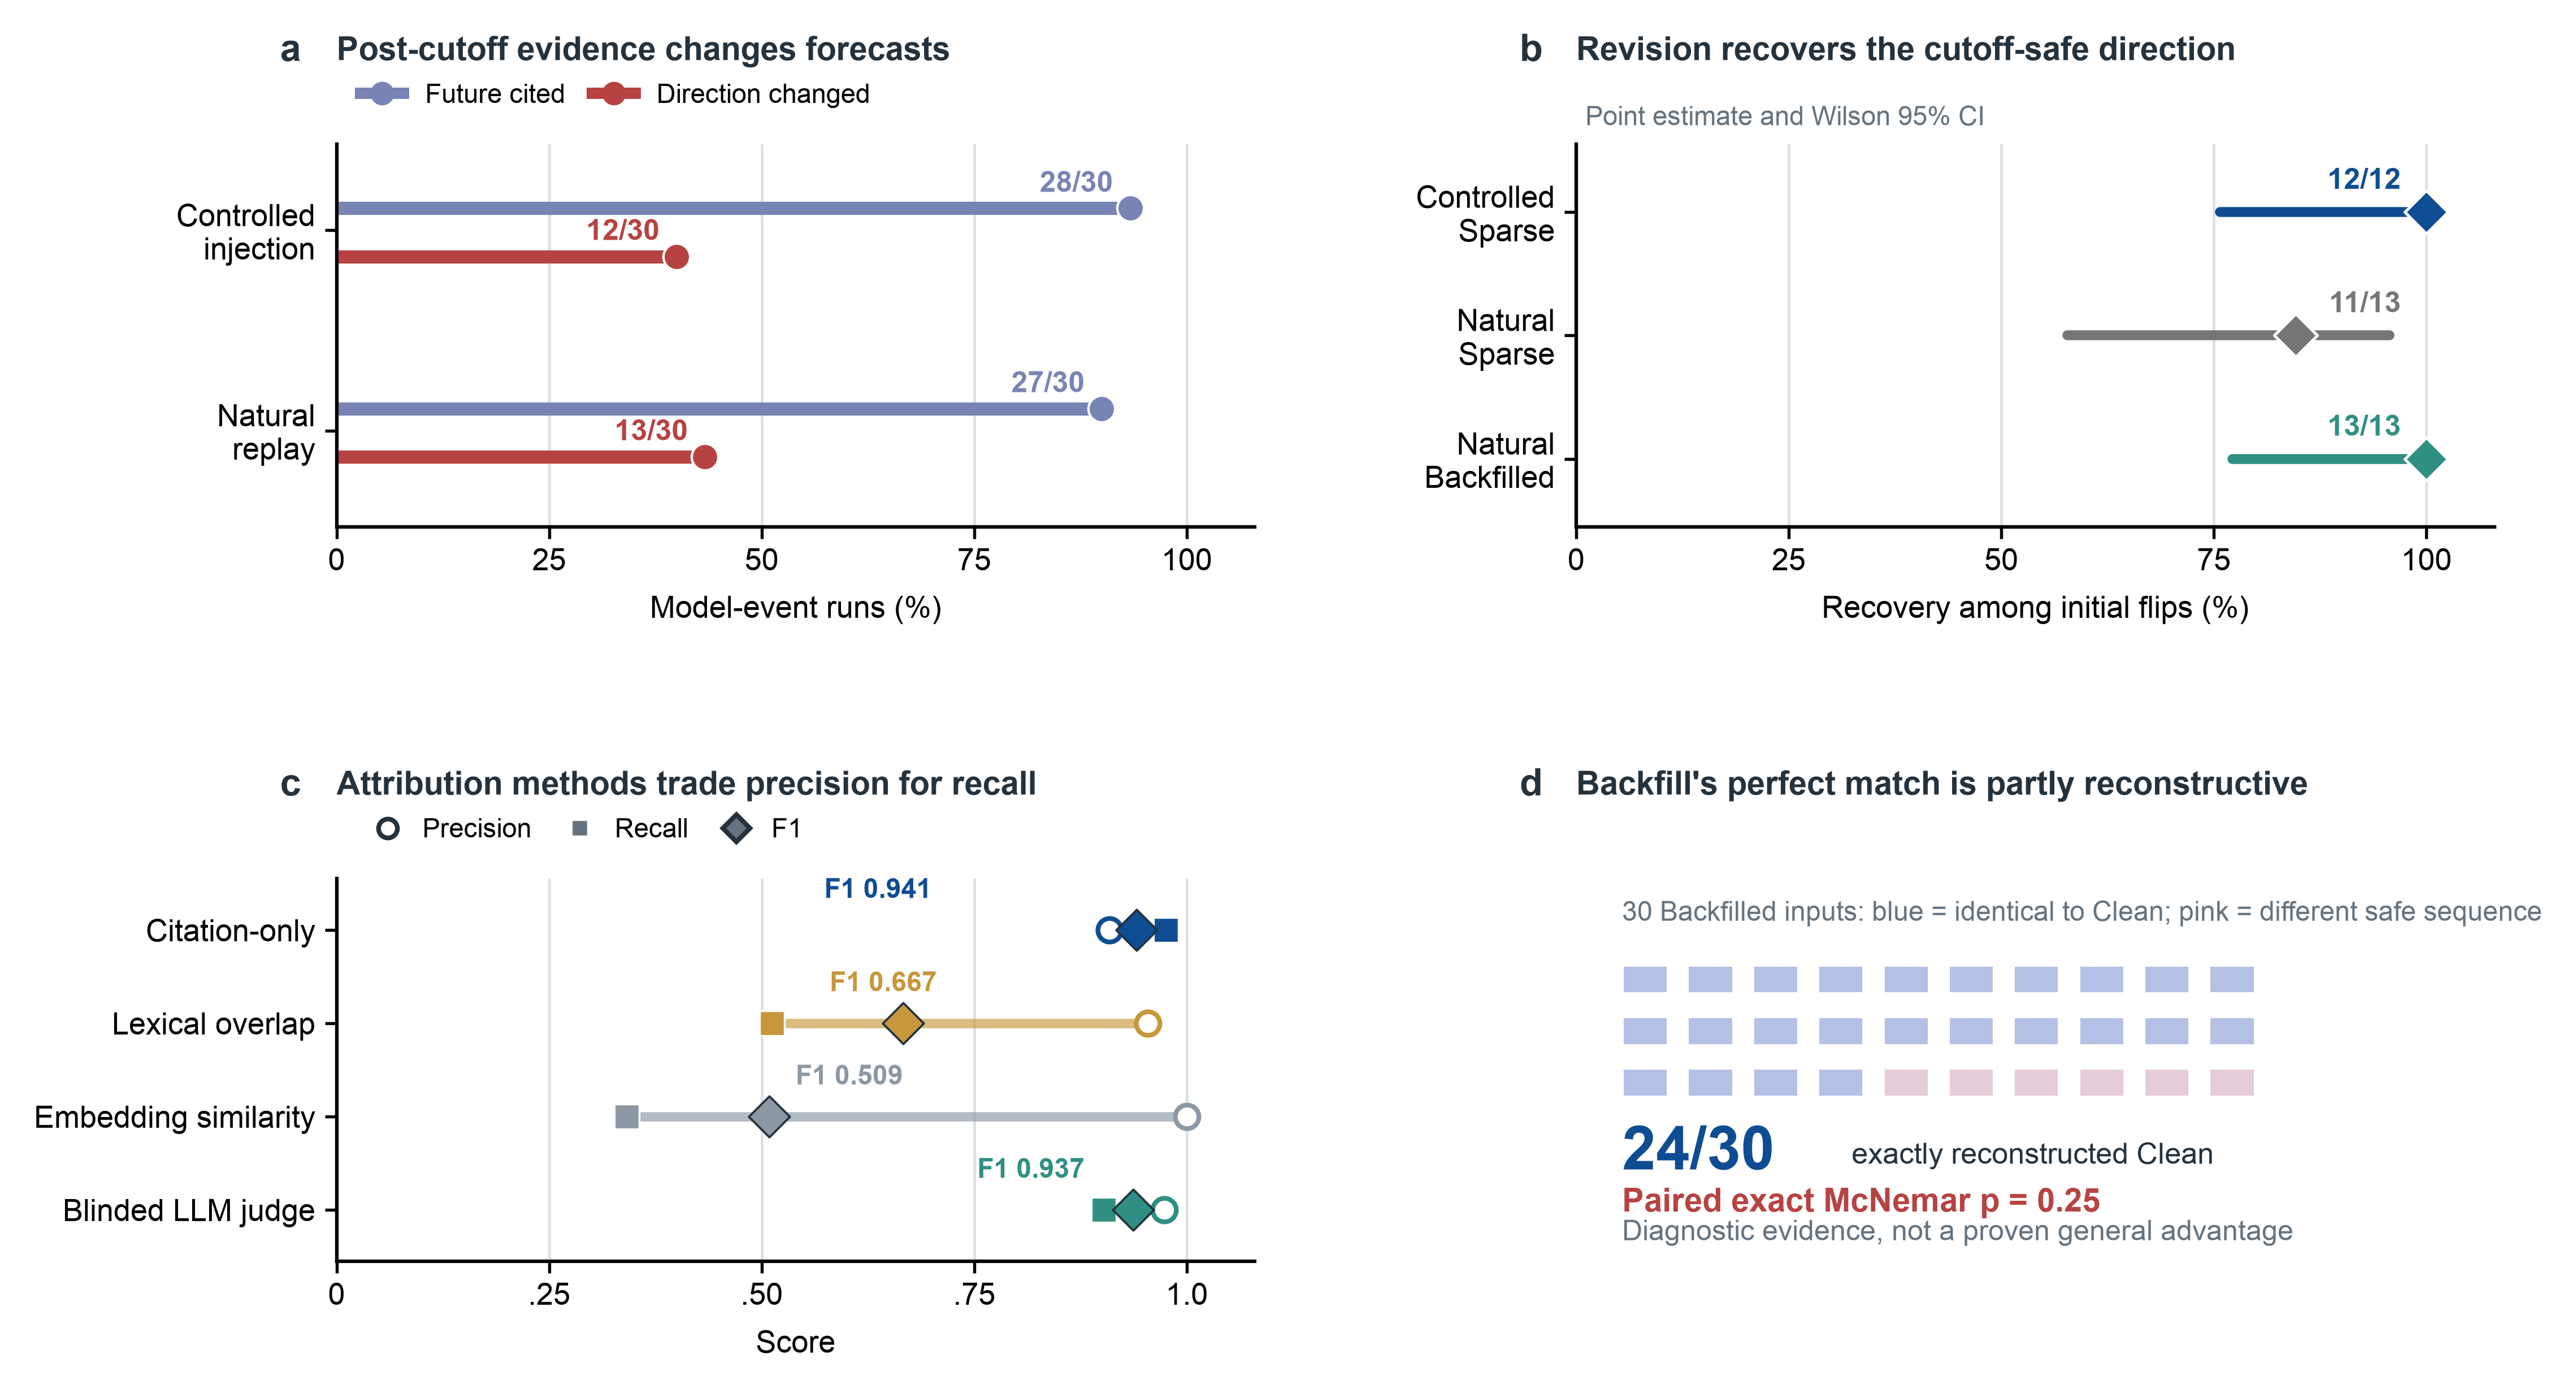 a Post-cutoff evidence changes forecasts
Future cited
Direction changed
28/30
Controlled
injection
12/30
27/30
Natural
replay
13/30
0 25 50 75 100
Model-event runs (%)
b Revision recovers the cutoff-safe direction
Point estimate and Wilson 95% CI
12/12
Controlled
Sparse
11/13
Natural
Sparse
13/13
Natural
Backfilled
0 25 50 75 100
Recovery among initial flips (%)
c Attribution methods trade precision for recall
Precision Recall F1
F1 0.941
Citation-only
F1 0.667
Lexical overlap
F1 0.509
Embedding similarity
F1 0.937
Blinded LLM judge
0 .25 .50 .75 1.0
Score
d Backfill's perfect match is partly reconstructive
30 Backfilled inputs: blue = identical to Clean; pink = different safe sequence
24/30 exactly reconstructed Clean
Paired exact McNemar p = 0.25
Diagnostic evidence, not a proven general advantage